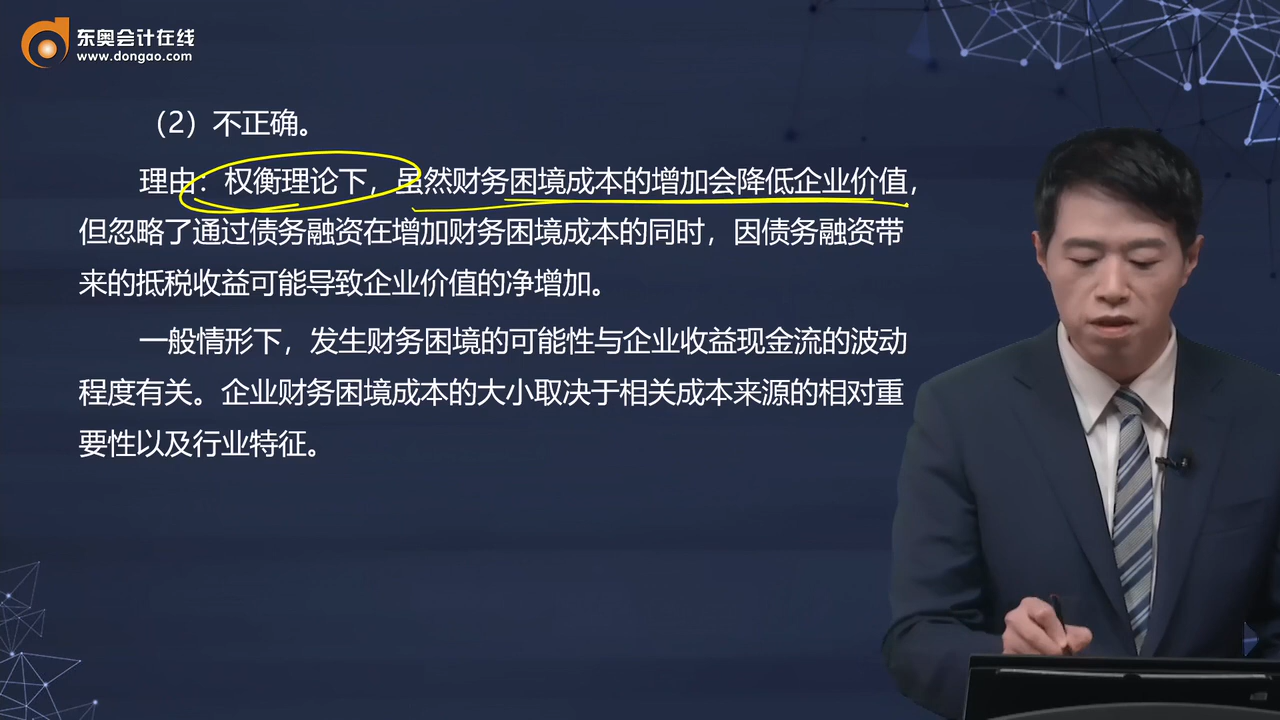 东奥会计在线
www.dongao.com
（2）不正确。
理由：权衡理论下，虽然财务困境成本的增加会降低企业价值，
但忽略了通过债务融资在增加财务困境成本的同时，因债务融资带
来的抵税收益可能导致企业价值的净增加。
一般情形下，发生财务困境的可能性与企业收益现金流的波动
程度有关。企业财务困境成本的大小取决于相关成本来源的相对重
要性以及行业特征。